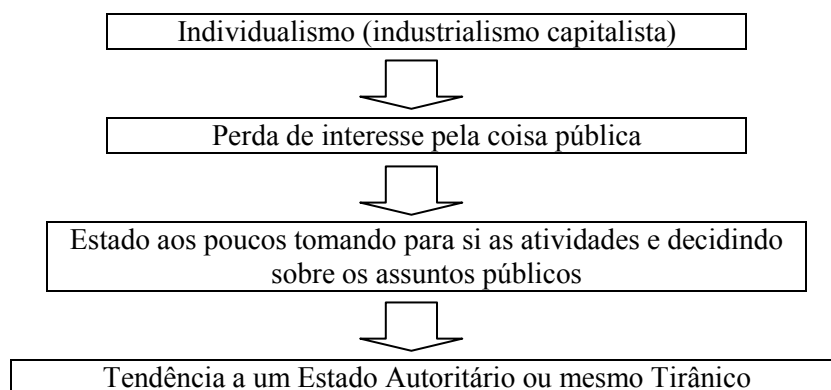 Individualismo (industrialismo capitalista)
Perda de interesse pela coisa pública
Estado aos poucos tomando para si as atividades e decidindo
sobre os assuntos públicos
Tendência a um Estado Autoritário ou mesmo Tirânico